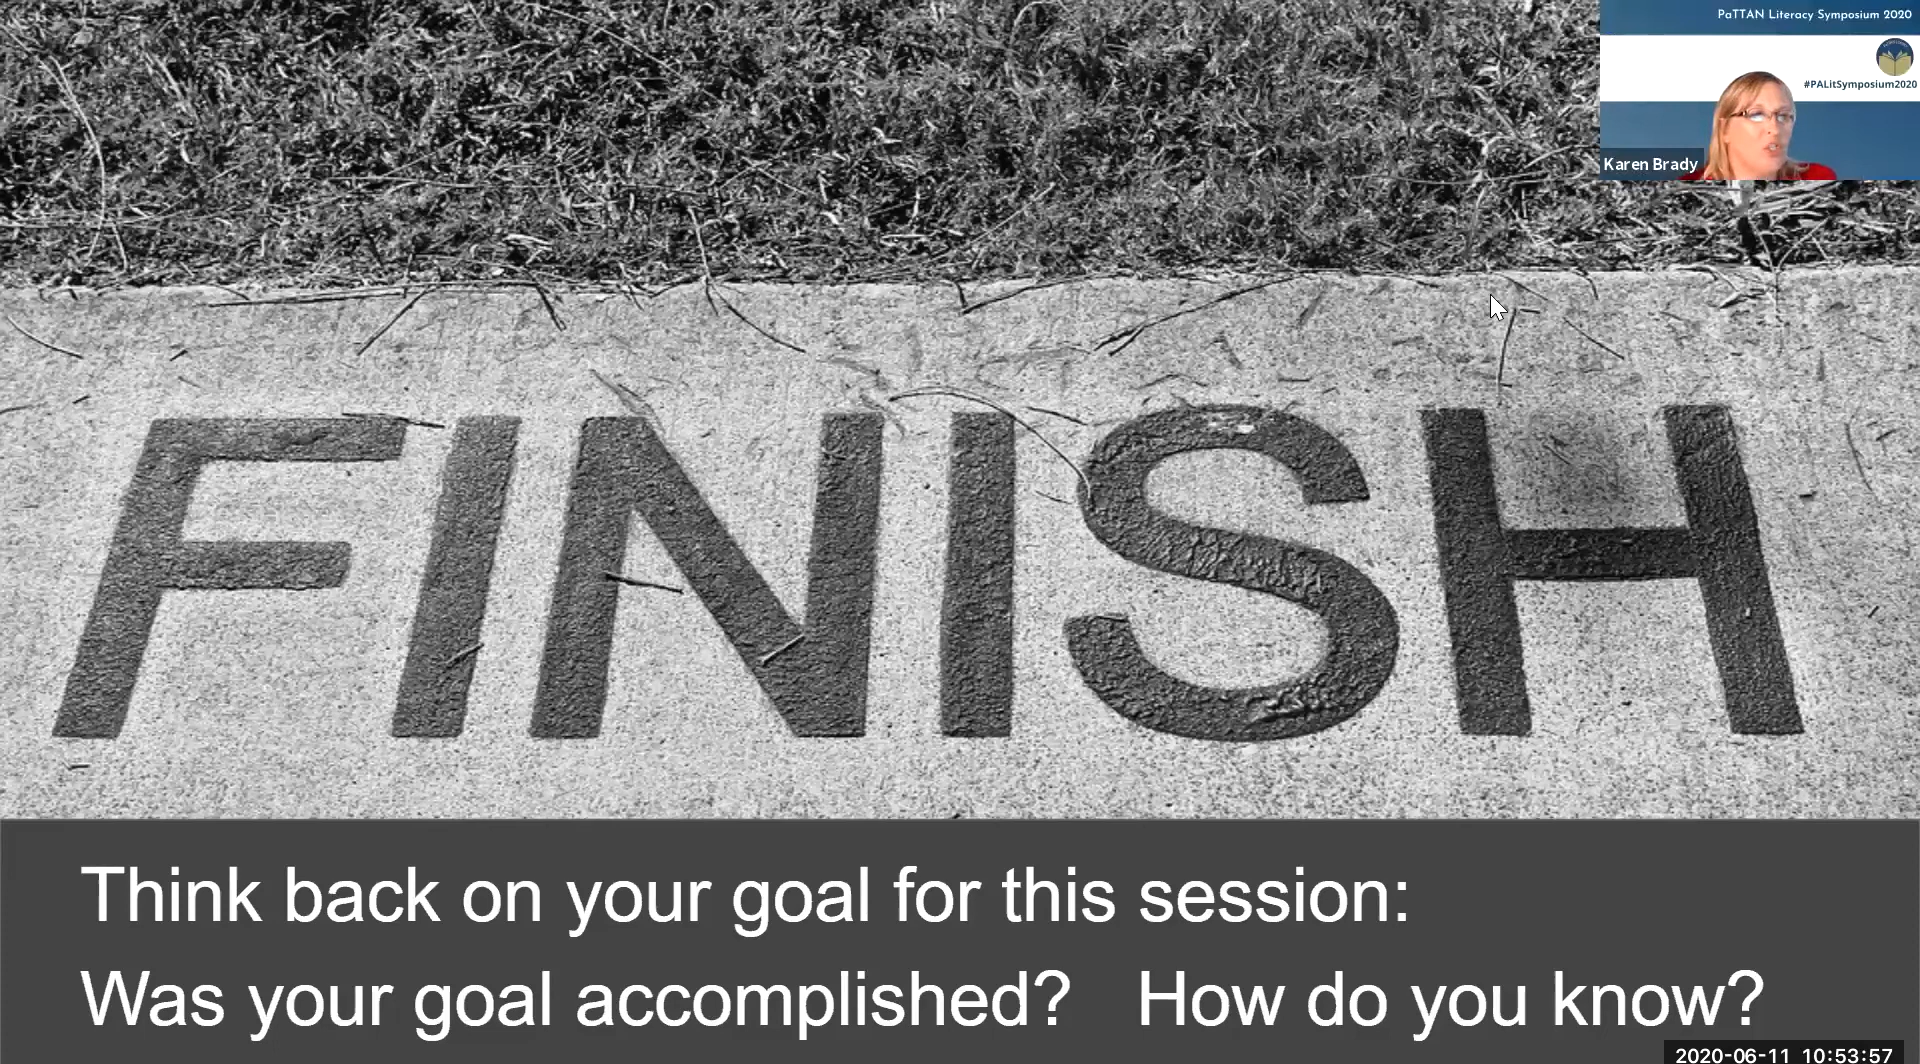 PaTTAN Literacy Symposium 2020
#PALitSymposium2020
Karen Brady
FINISH
Think back on your goal for this session:
Was your goal accomplished? How do you know?
2020-06-11 10:53:57